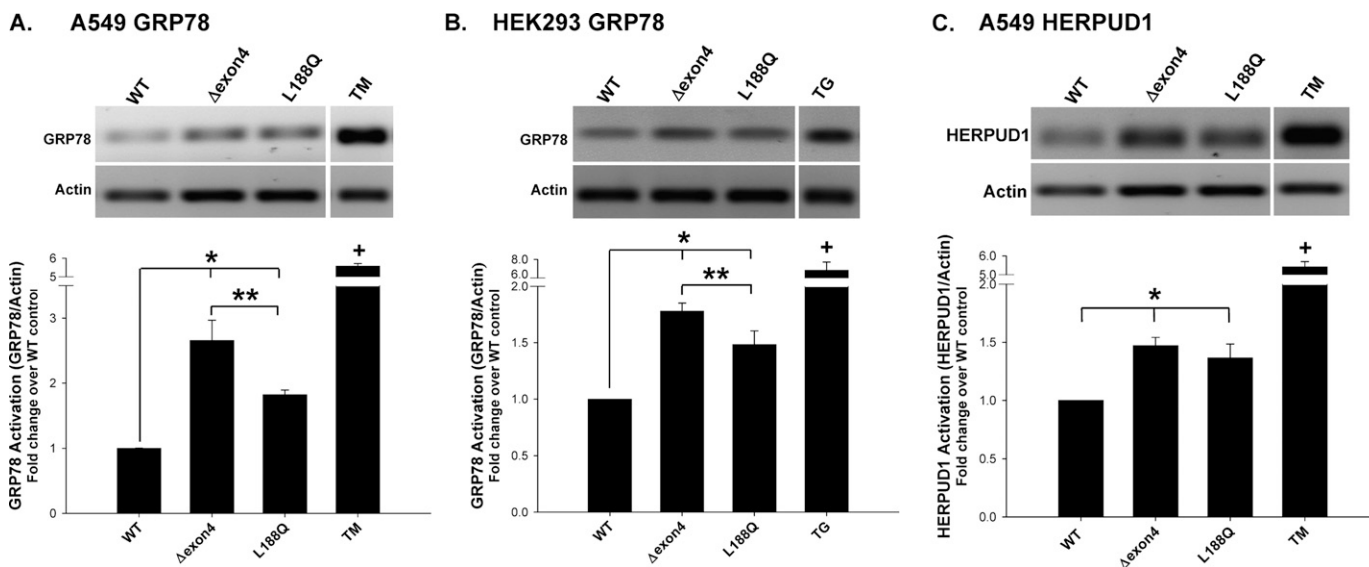 A. A549 GRP78
WT Δexon4 L188Q TM
GRP78
Actin
GRP78 Activation (GRP78/Actin)
Fold change over WT control
6
5
3
2
1
0
*
**
+
WT Δexon4 L188Q TM
B. HEK293 GRP78
WT Δexon4 L188Q TG
GRP78
Actin
GRP78 Activation (GRP78/Actin)
Fold change over WT control
8.0
6.0
2.0
1.5
1.0
0.5
0.0
*
**
+
WT Δexon4 L188Q TG
C. A549 HERPUD1
WT Δexon4 L188Q TM
HERPUD1
Actin
HERPUD1 Activation (HERPUD1/Actin)
Fold change over WT control
6.0
5.0
2.0
1.5
1.0
0.5
0.0
*
+
WT Δexon4 L188Q TM